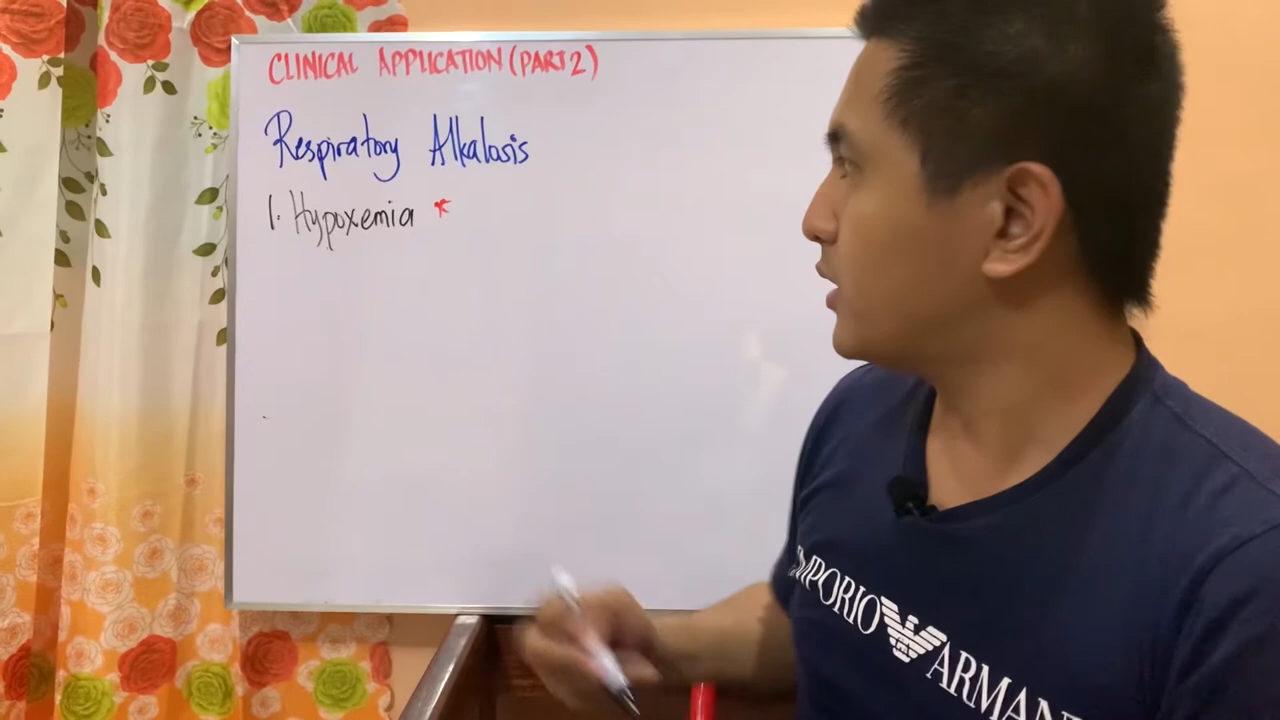 CLINICAL APPLICATION (PART 2)
Respiratory Alkalosis
1. Hypoxemia *
EMPORIO ARMANI